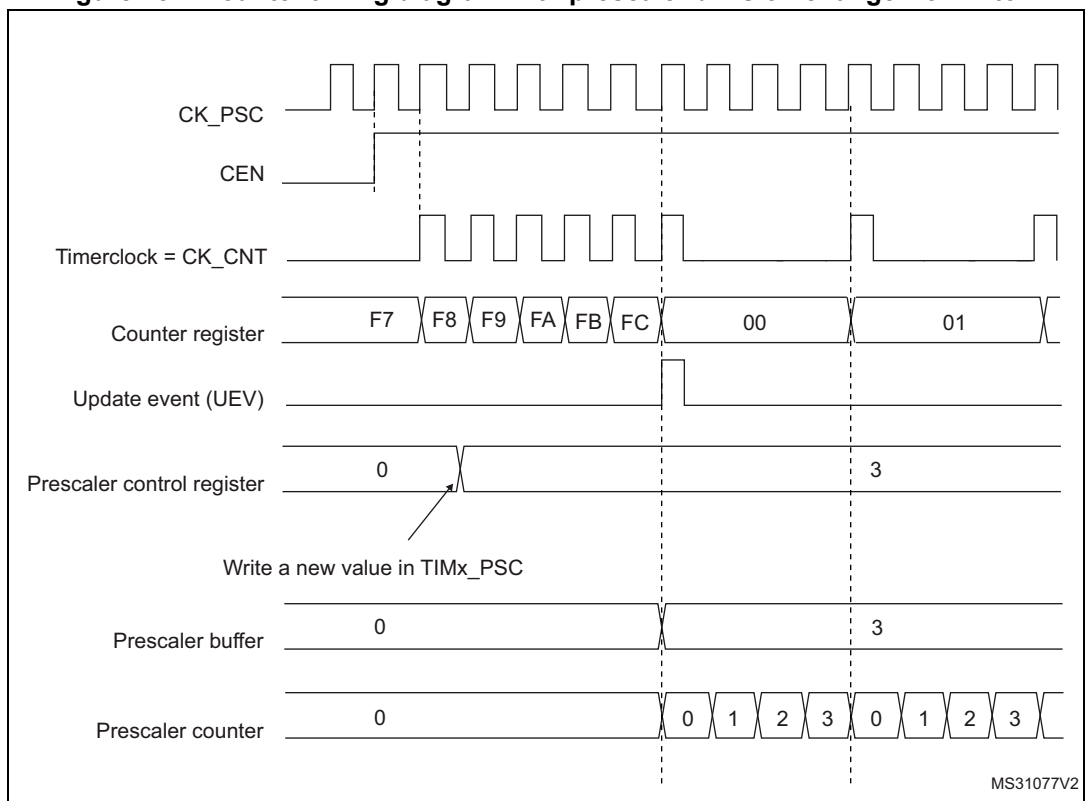 CK_PSC
CEN
Timerclock = CK_CNT
Counter register
F7 F8 F9 FA FB FC 00 01
Update event (UEV)
Prescaler control register
0 3
Write a new value in TIMx_PSC
Prescaler buffer
0 3
Prescaler counter
0 0 1 2 3 0 1 2 3
MS31077V2